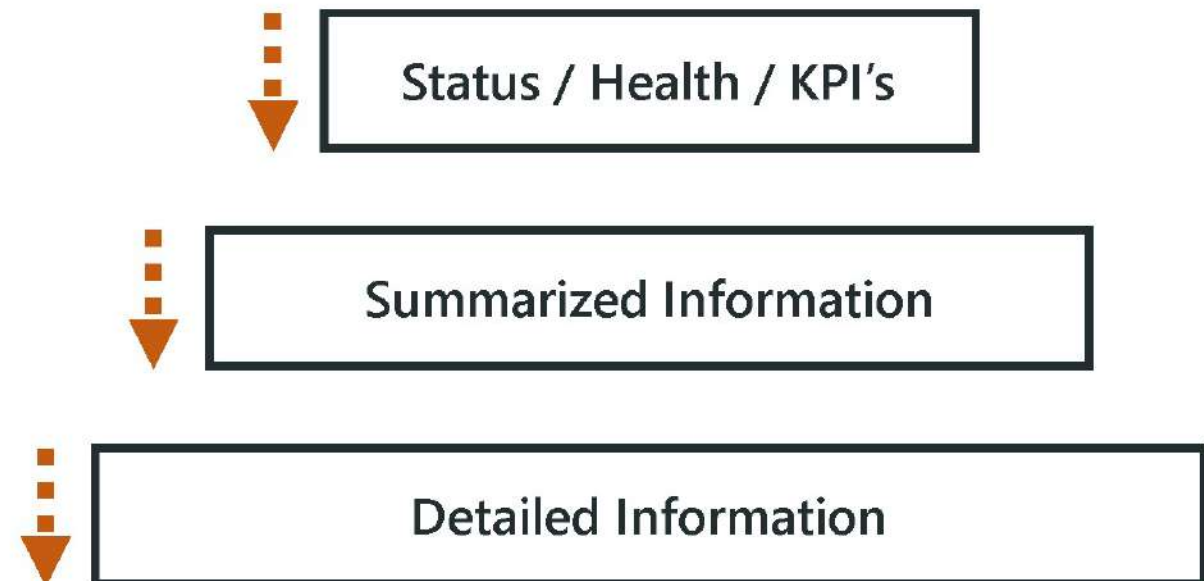 Status / Health / KPI’s
Summarized Information
Detailed Information